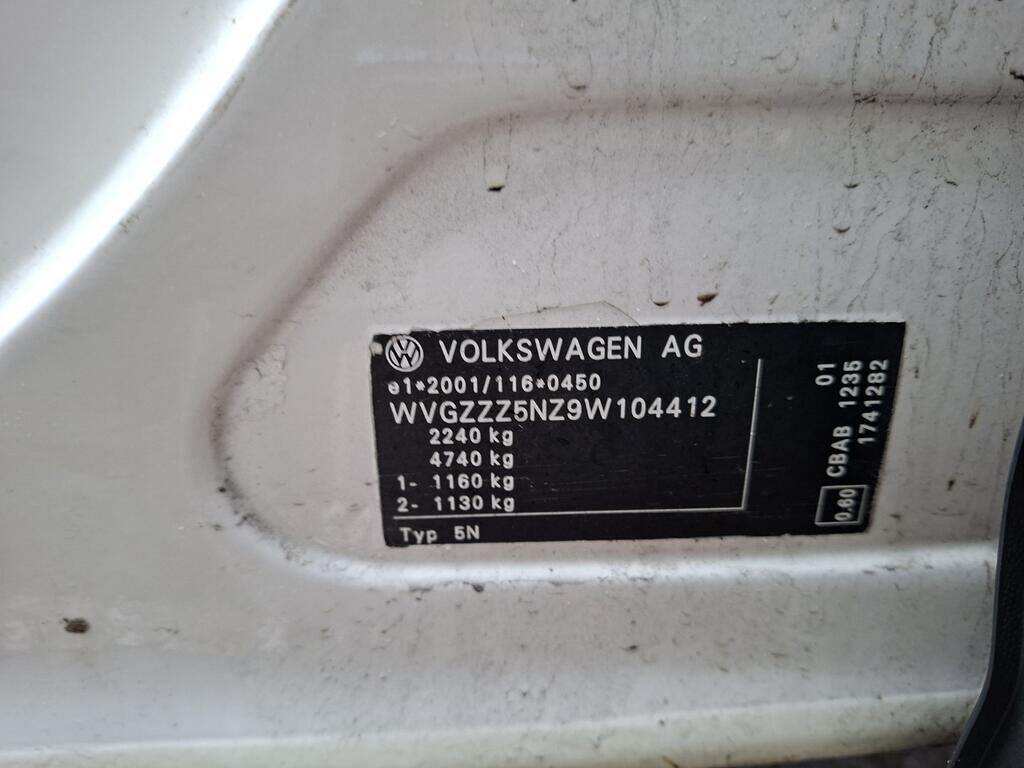 VOLKSWAGEN AG
e1*2001/116*0450
WVGZZZ5NZ9W104412
2240 kg
4740 kg
1- 1160 kg
2- 1130 kg
Typ 5N
01
CBAB 1235
1741282
0.60